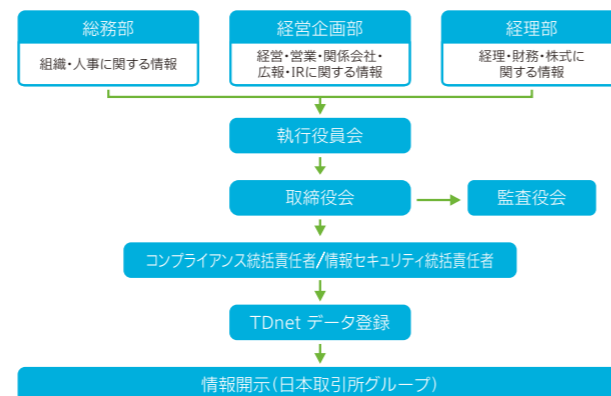 総務部
組織・人事に関する情報
経営企画部
経営・営業・関係会社・
広報・IRに関する情報
経理部
経理・財務・株式に
関する情報
執行役員会
取締役会
監査役会
コンプライアンス統括責任者/情報セキュリティ統括責任者
TDnet データ登録
情報開示(日本取引所グループ)